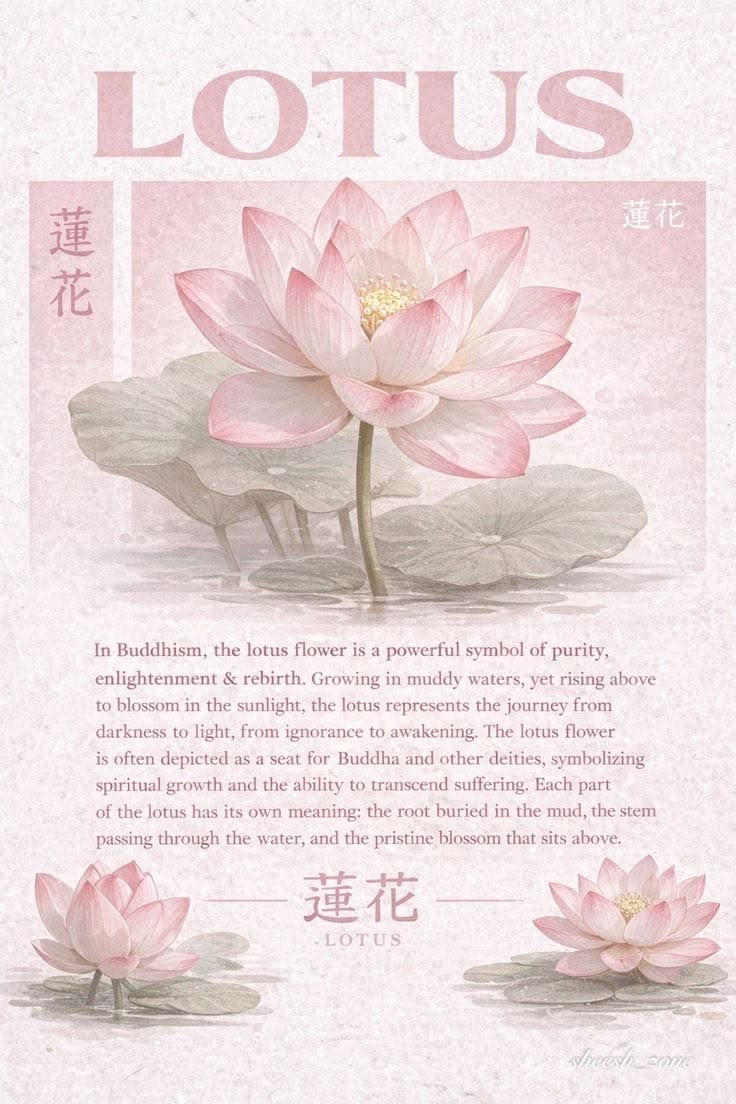 LOTUS
蓮花
蓮花
In Buddhism, the lotus flower is a powerful symbol of purity,
enlightenment & rebirth. Growing in muddy waters, yet rising above
to blossom in the sunlight, the lotus represents the journey from
darkness to light, from ignorance to awakening. The lotus flower
is often depicted as a seat for Buddha and other deities, symbolizing
spiritual growth and the ability to transcend suffering. Each part
of the lotus has its own meaning: the root buried in the mud, the stem
passing through the water, and the pristine blossom that sits above.
蓮花
LOTUS
sheesh_zone